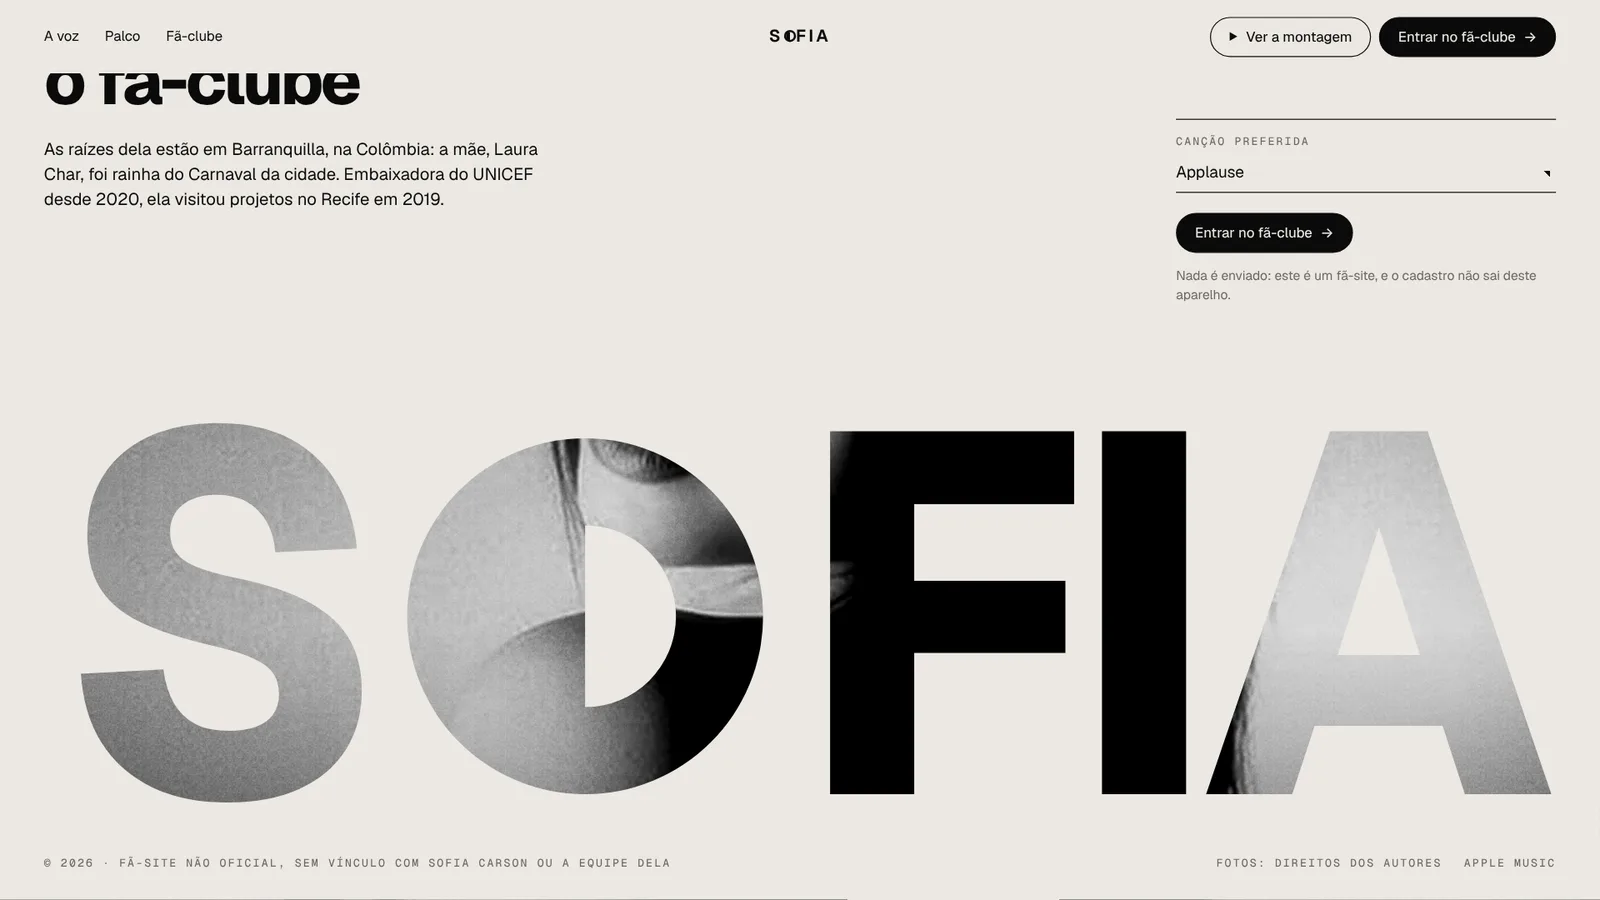 A voz Palco Fã-clube
SOFIA
Ver a montagem
Entrar no fã-clube →
o fã-clube
As raízes dela estão em Barranquilla, na Colômbia: a mãe, Laura
Char, foi rainha do Carnaval da cidade. Embaixadora do UNICEF
desde 2020, ela visitou projetos no Recife em 2019.
CANÇÃO PREFERIDA
Applause
Entrar no fã-clube →
Nada é enviado: este é um fã-site, e o cadastro não sai deste
aparelho.
SOFIA
© 2026 · FÃ-SITE NÃO OFICIAL, SEM VÍNCULO COM SOFIA CARSON OU A EQUIPE DELA
FOTOS: DIREITOS DOS AUTORES APPLE MUSIC